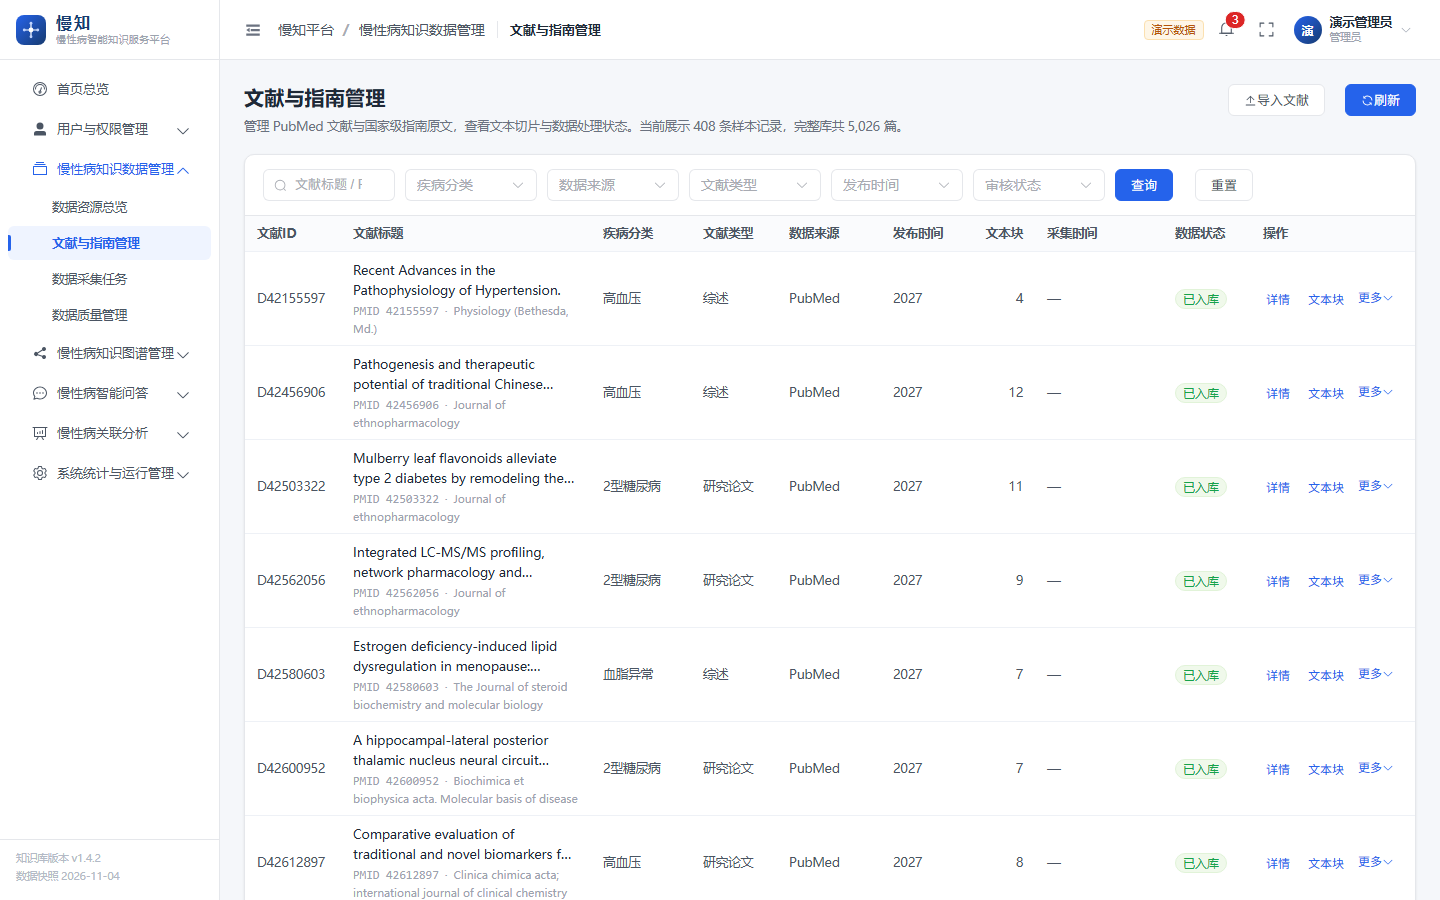 慢知
慢性病智能知识服务平台
慢知平台 / 慢性病知识数据管理 文献与指南管理
演示数据
3
演
演示管理员
管理员
首页总览
用户与权限管理
慢性病知识数据管理
数据资源总览
文献与指南管理
数据采集任务
数据质量管理
慢性病知识图谱管理
慢性病智能问答
慢性病关联分析
系统统计与运行管理
知识库版本 v1.4.2
数据快照 2026-11-04
文献与指南管理
管理 PubMed 文献与国家级指南原文，查看文本切片与数据处理状态。当前展示 408 条样本记录，完整库共 5,026 篇。
导入文献
刷新
文献标题 / 疾病分类 数据来源 文献类型 发布时间 审核状态 查询 重置
文献ID 文献标题 疾病分类 文献类型 数据来源 发布时间 文本块 采集时间 数据状态 操作
D42155597
Recent Advances in the
Pathophysiology of Hypertension.
PMID 42155597 · Physiology (Bethesda,
Md.)
高血压 综述 PubMed 2027 4 — 已入库 详情 文本块 更多
D42456906
Pathogenesis and therapeutic
potential of traditional Chinese...
PMID 42456906 · Journal of
ethnopharmacology
高血压 综述 PubMed 2027 12 — 已入库 详情 文本块 更多
D42503322
Mulberry leaf flavonoids alleviate
type 2 diabetes by remodeling the...
PMID 42503322 · Journal of
ethnopharmacology
2型糖尿病 研究论文 PubMed 2027 11 — 已入库 详情 文本块 更多
D42562056
Integrated LC-MS/MS profiling,
network pharmacology and...
PMID 42562056 · Journal of
ethnopharmacology
2型糖尿病 研究论文 PubMed 2027 9 — 已入库 详情 文本块 更多
D42580603
Estrogen deficiency-induced lipid
dysregulation in menopause:...
PMID 42580603 · The Journal of steroid
biochemistry and molecular biology
血脂异常 综述 PubMed 2027 7 — 已入库 详情 文本块 更多
D42600952
A hippocampal-lateral posterior
thalamic nucleus neural circuit...
PMID 42600952 · Biochimica et
biophysica acta. Molecular basis of disease
2型糖尿病 研究论文 PubMed 2027 7 — 已入库 详情 文本块 更多
D42612897
Comparative evaluation of
traditional and novel biomarkers f...
PMID 42612897 · Clinica chimica acta;
international journal of clinical chemistry
高血压 研究论文 PubMed 2027 8 — 已入库 详情 文本块 更多